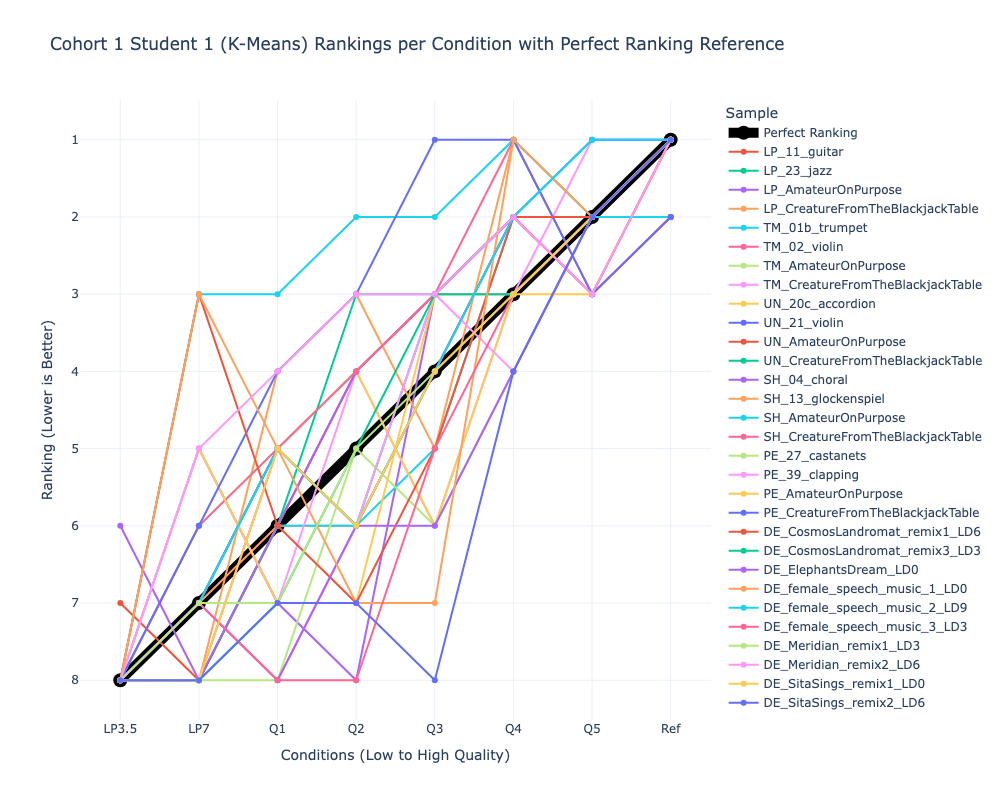 Cohort 1 Student 1 (K-Means) Rankings per Condition with Perfect Ranking Reference
Sample
Perfect Ranking
LP_11_guitar
LP_23_jazz
LP_AmateurOnPurpose
LP_CreatureFromTheBlackjackTable
TM_01b_trumpet
TM_02_violin
TM_AmateurOnPurpose
TM_CreatureFromTheBlackjackTable
UN_20c_accordion
UN_21_violin
UN_AmateurOnPurpose
UN_CreatureFromTheBlackjackTable
SH_04_choral
SH_13_glockenspiel
SH_AmateurOnPurpose
SH_CreatureFromTheBlackjackTable
PE_27_castanets
PE_39_clapping
PE_AmateurOnPurpose
PE_CreatureFromTheBlackjackTable
DE_CosmosLandromat_remix1_LD6
DE_CosmosLandromat_remix3_LD3
DE_ElephantsDream_LD0
DE_female_speech_music_1_LD0
DE_female_speech_music_2_LD9
DE_female_speech_music_3_LD3
DE_Meridian_remix1_LD3
DE_Meridian_remix2_LD6
DE_SitaSings_remix1_LD0
DE_SitaSings_remix2_LD6
Ranking (Lower is Better)
1
2
3
4
5
6
7
8
LP3.5 LP7 Q1 Q2 Q3 Q4 Q5 Ref
Conditions (Low to High Quality)